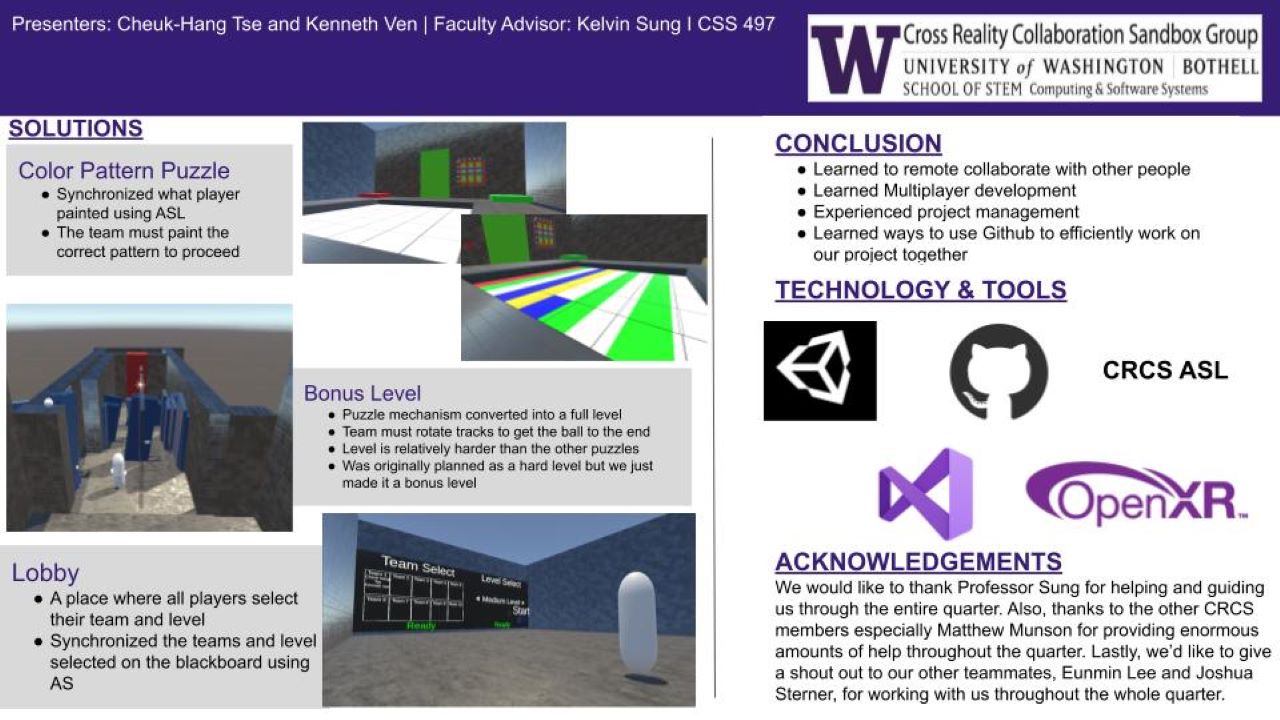 Presenters: Cheuk-Hang Tse and Kenneth Ven | Faculty Advisor: Kelvin Sung I CSS 497
W Cross Reality Collaboration Sandbox Group
UNIVERSITY of WASHINGTON | BOTHELL
SCHOOL OF STEM Computing & Software Systems
SOLUTIONS
Color Pattern Puzzle
● Synchronized what player
painted using ASL
● The team must paint the
correct pattern to proceed
Bonus Level
● Puzzle mechanism converted into a full level
● Team must rotate tracks to get the ball to the end
● Level is relatively harder than the other puzzles
● Was originally planned as a hard level but we just
made it a bonus level
Lobby
● A place where all players select
their team and level
● Synchronized the teams and level
selected on the blackboard using
AS
Team Select
Level Select
Medium Level
Start
Ready
Ready
CONCLUSION
● Learned to remote collaborate with other people
● Learned Multiplayer development
● Experienced project management
● Learned ways to use Github to efficiently work on
our project together
TECHNOLOGY & TOOLS
CRCS ASL
OpenXR™
ACKNOWLEDGEMENTS
We would like to thank Professor Sung for helping and guiding
us through the entire quarter. Also, thanks to the other CRCS
members especially Matthew Munson for providing enormous
amounts of help throughout the quarter. Lastly, we’d like to give
a shout out to our other teammates, Eunmin Lee and Joshua
Sterner, for working with us throughout the whole quarter.